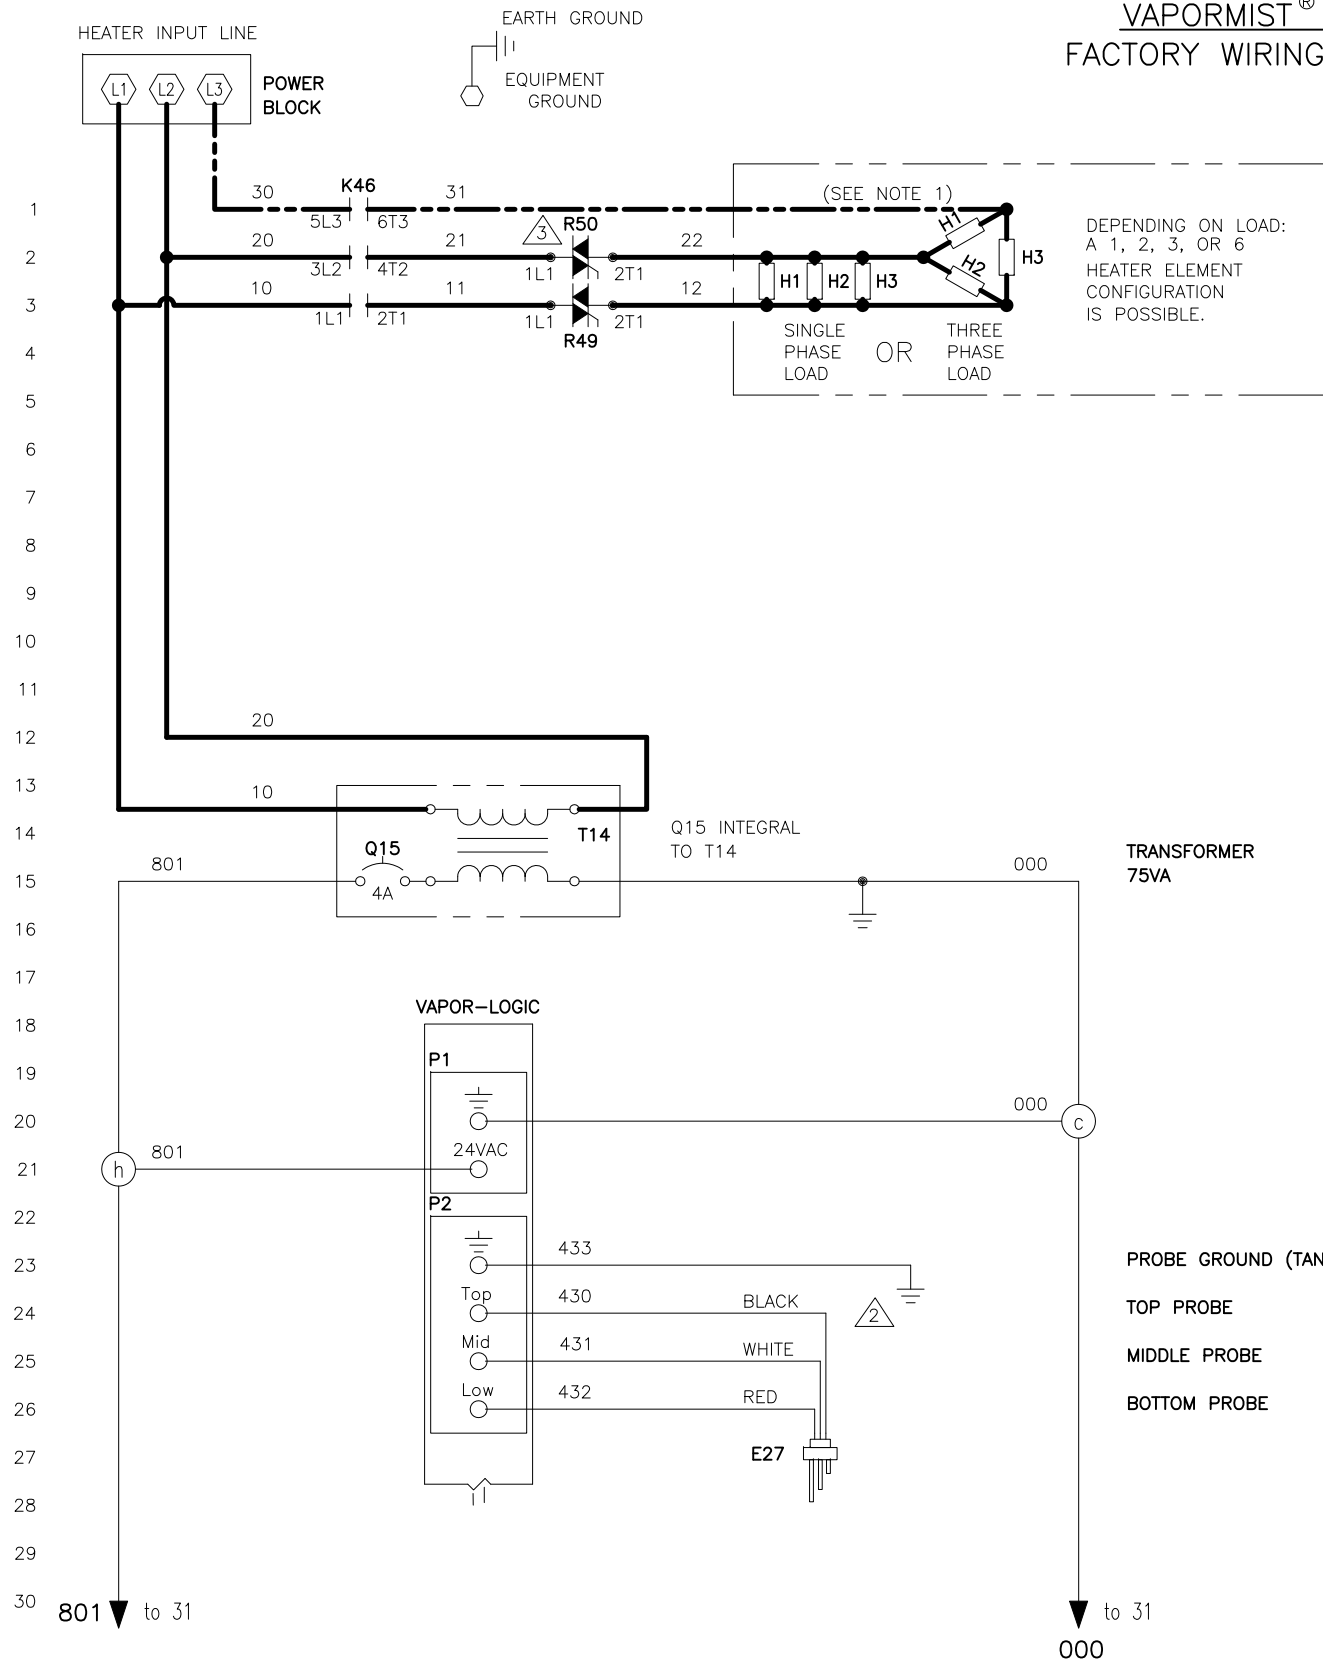 VAPORMIST®
FACTORY WIRING
HEATER INPUT LINE
EARTH GROUND
EQUIPMENT
GROUND
L1 L2 L3
POWER
BLOCK
1
30 K46 31 (SEE NOTE 1)
5L3 6T3
2
20 21 3 R50 22
3L2 4T2 1L1 2T1
H1 H2 H3
H1 H2 H3
DEPENDING ON LOAD:
A 1, 2, 3, OR 6
HEATER ELEMENT
CONFIGURATION
IS POSSIBLE.
3
10 11 12
1L1 2T1 1L1 2T1
R49
SINGLE
PHASE
LOAD
OR
THREE
PHASE
LOAD
4
5
6
7
8
9
10
11
12
20
13
10
14
T14
Q15 INTEGRAL
TO T14
15
801 Q15 000
4A
TRANSFORMER
75VA
16
17
VAPOR-LOGIC
18
19
P1
20
000 c
21
h 801 24VAC
22
P2
23
433 PROBE GROUND (TAN
24
Top 430 BLACK 2 TOP PROBE
25
Mid 431 WHITE MIDDLE PROBE
26
Low 432 RED BOTTOM PROBE
27
E27
28
29
30
801 to 31
to 31
000